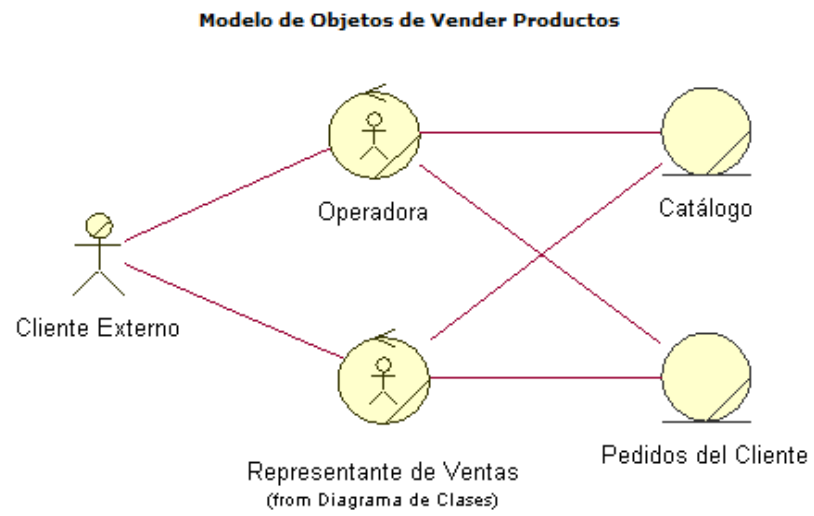 Modelo de Objetos de Vender Productos
Operadora
Catálogo
Cliente Externo
Representante de Ventas
(from Diagrama de Clases)
Pedidos del Cliente